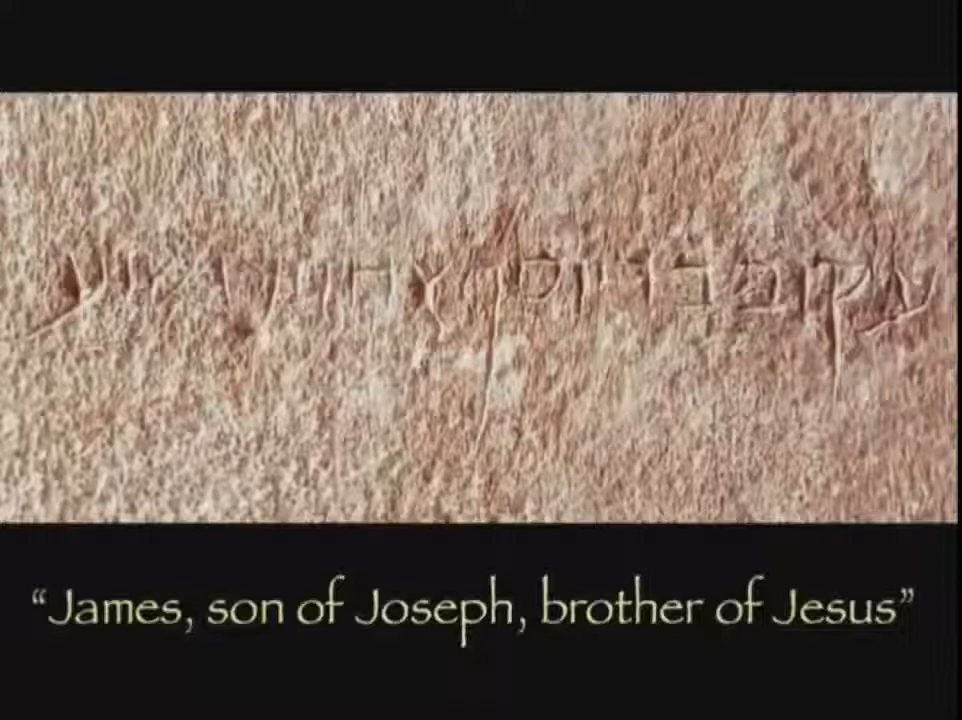 יעקוב בר יוסף אחוי דישוע
“James, son of Joseph, brother of Jesus”